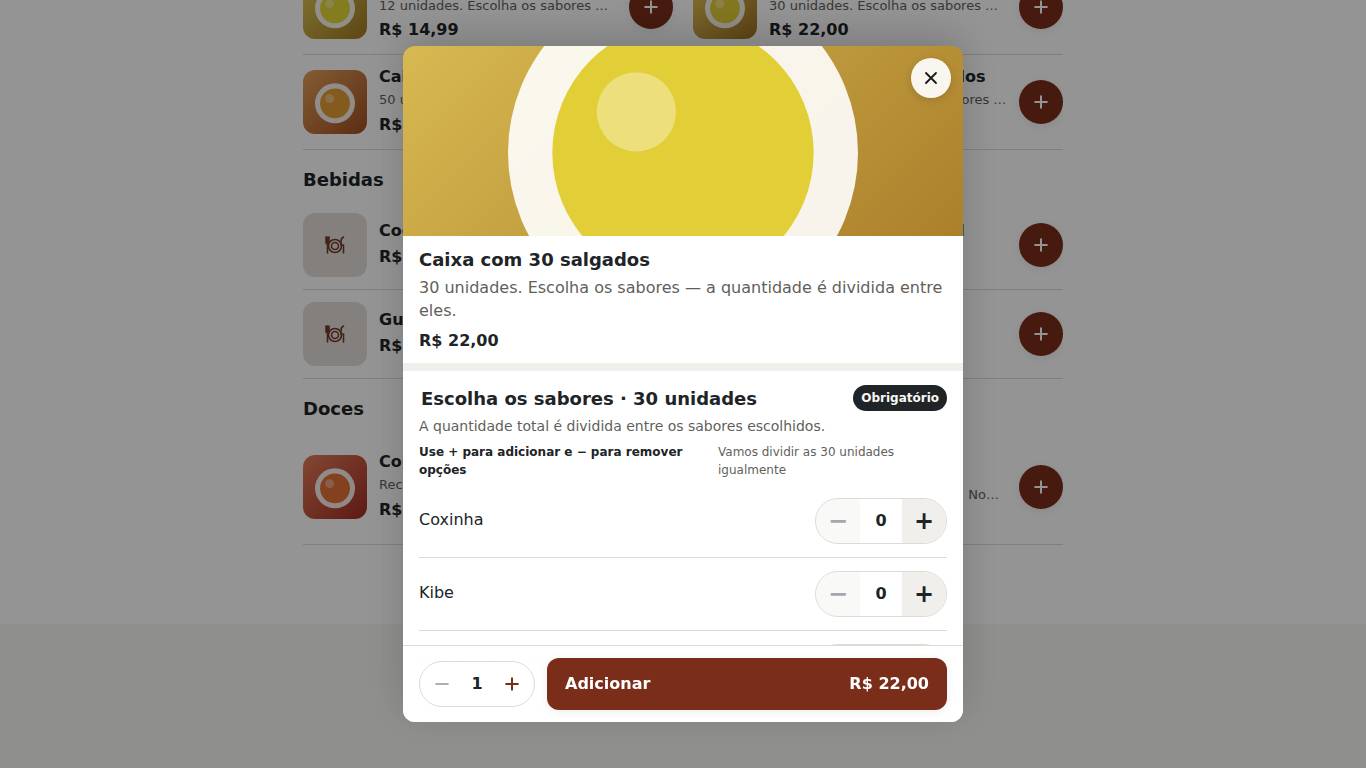 12 unidades. Escolha os sabores ...
R$ 14,99
30 unidades. Escolha os sabores ...
R$ 22,00
50
R$
ores ...
Bebidas
R$
R$
Doces
R$
No...
Caixa com 30 salgados
30 unidades. Escolha os sabores — a quantidade é dividida entre
eles.
R$ 22,00
Escolha os sabores · 30 unidades
Obrigatório
A quantidade total é dividida entre os sabores escolhidos.
Use + para adicionar e − para remover
opções
Vamos dividir as 30 unidades
igualmente
Coxinha
− 0 +
Kibe
− 0 +
− 1 +
Adicionar
R$ 22,00